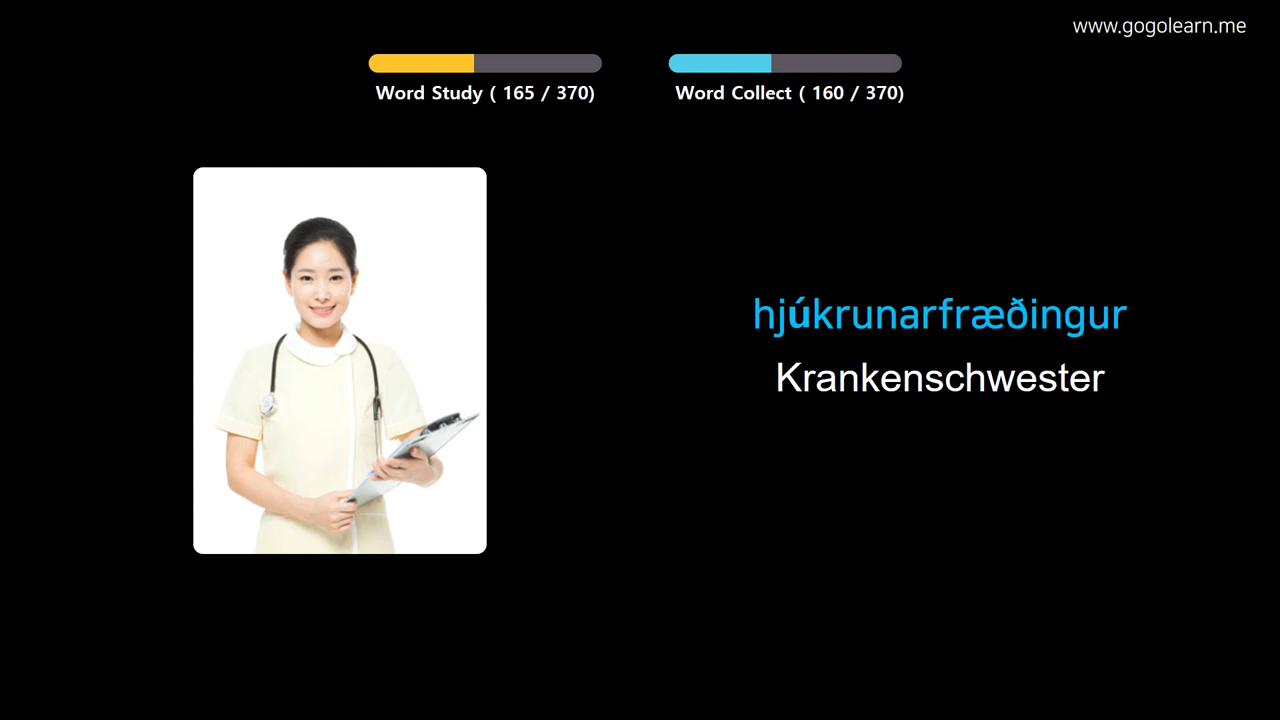 www.gogolearn.me
Word Study ( 165 / 370)
Word Collect ( 160 / 370)
hjúkrunarfræðingur
Krankenschwester